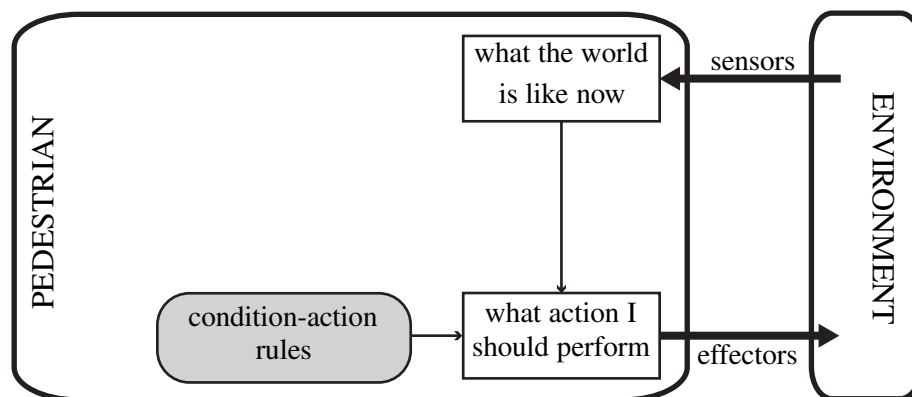 PEDESTRIAN
what the world
is like now
sensors
ENVIRONMENT
condition-action
rules
what action I
should perform
effectors